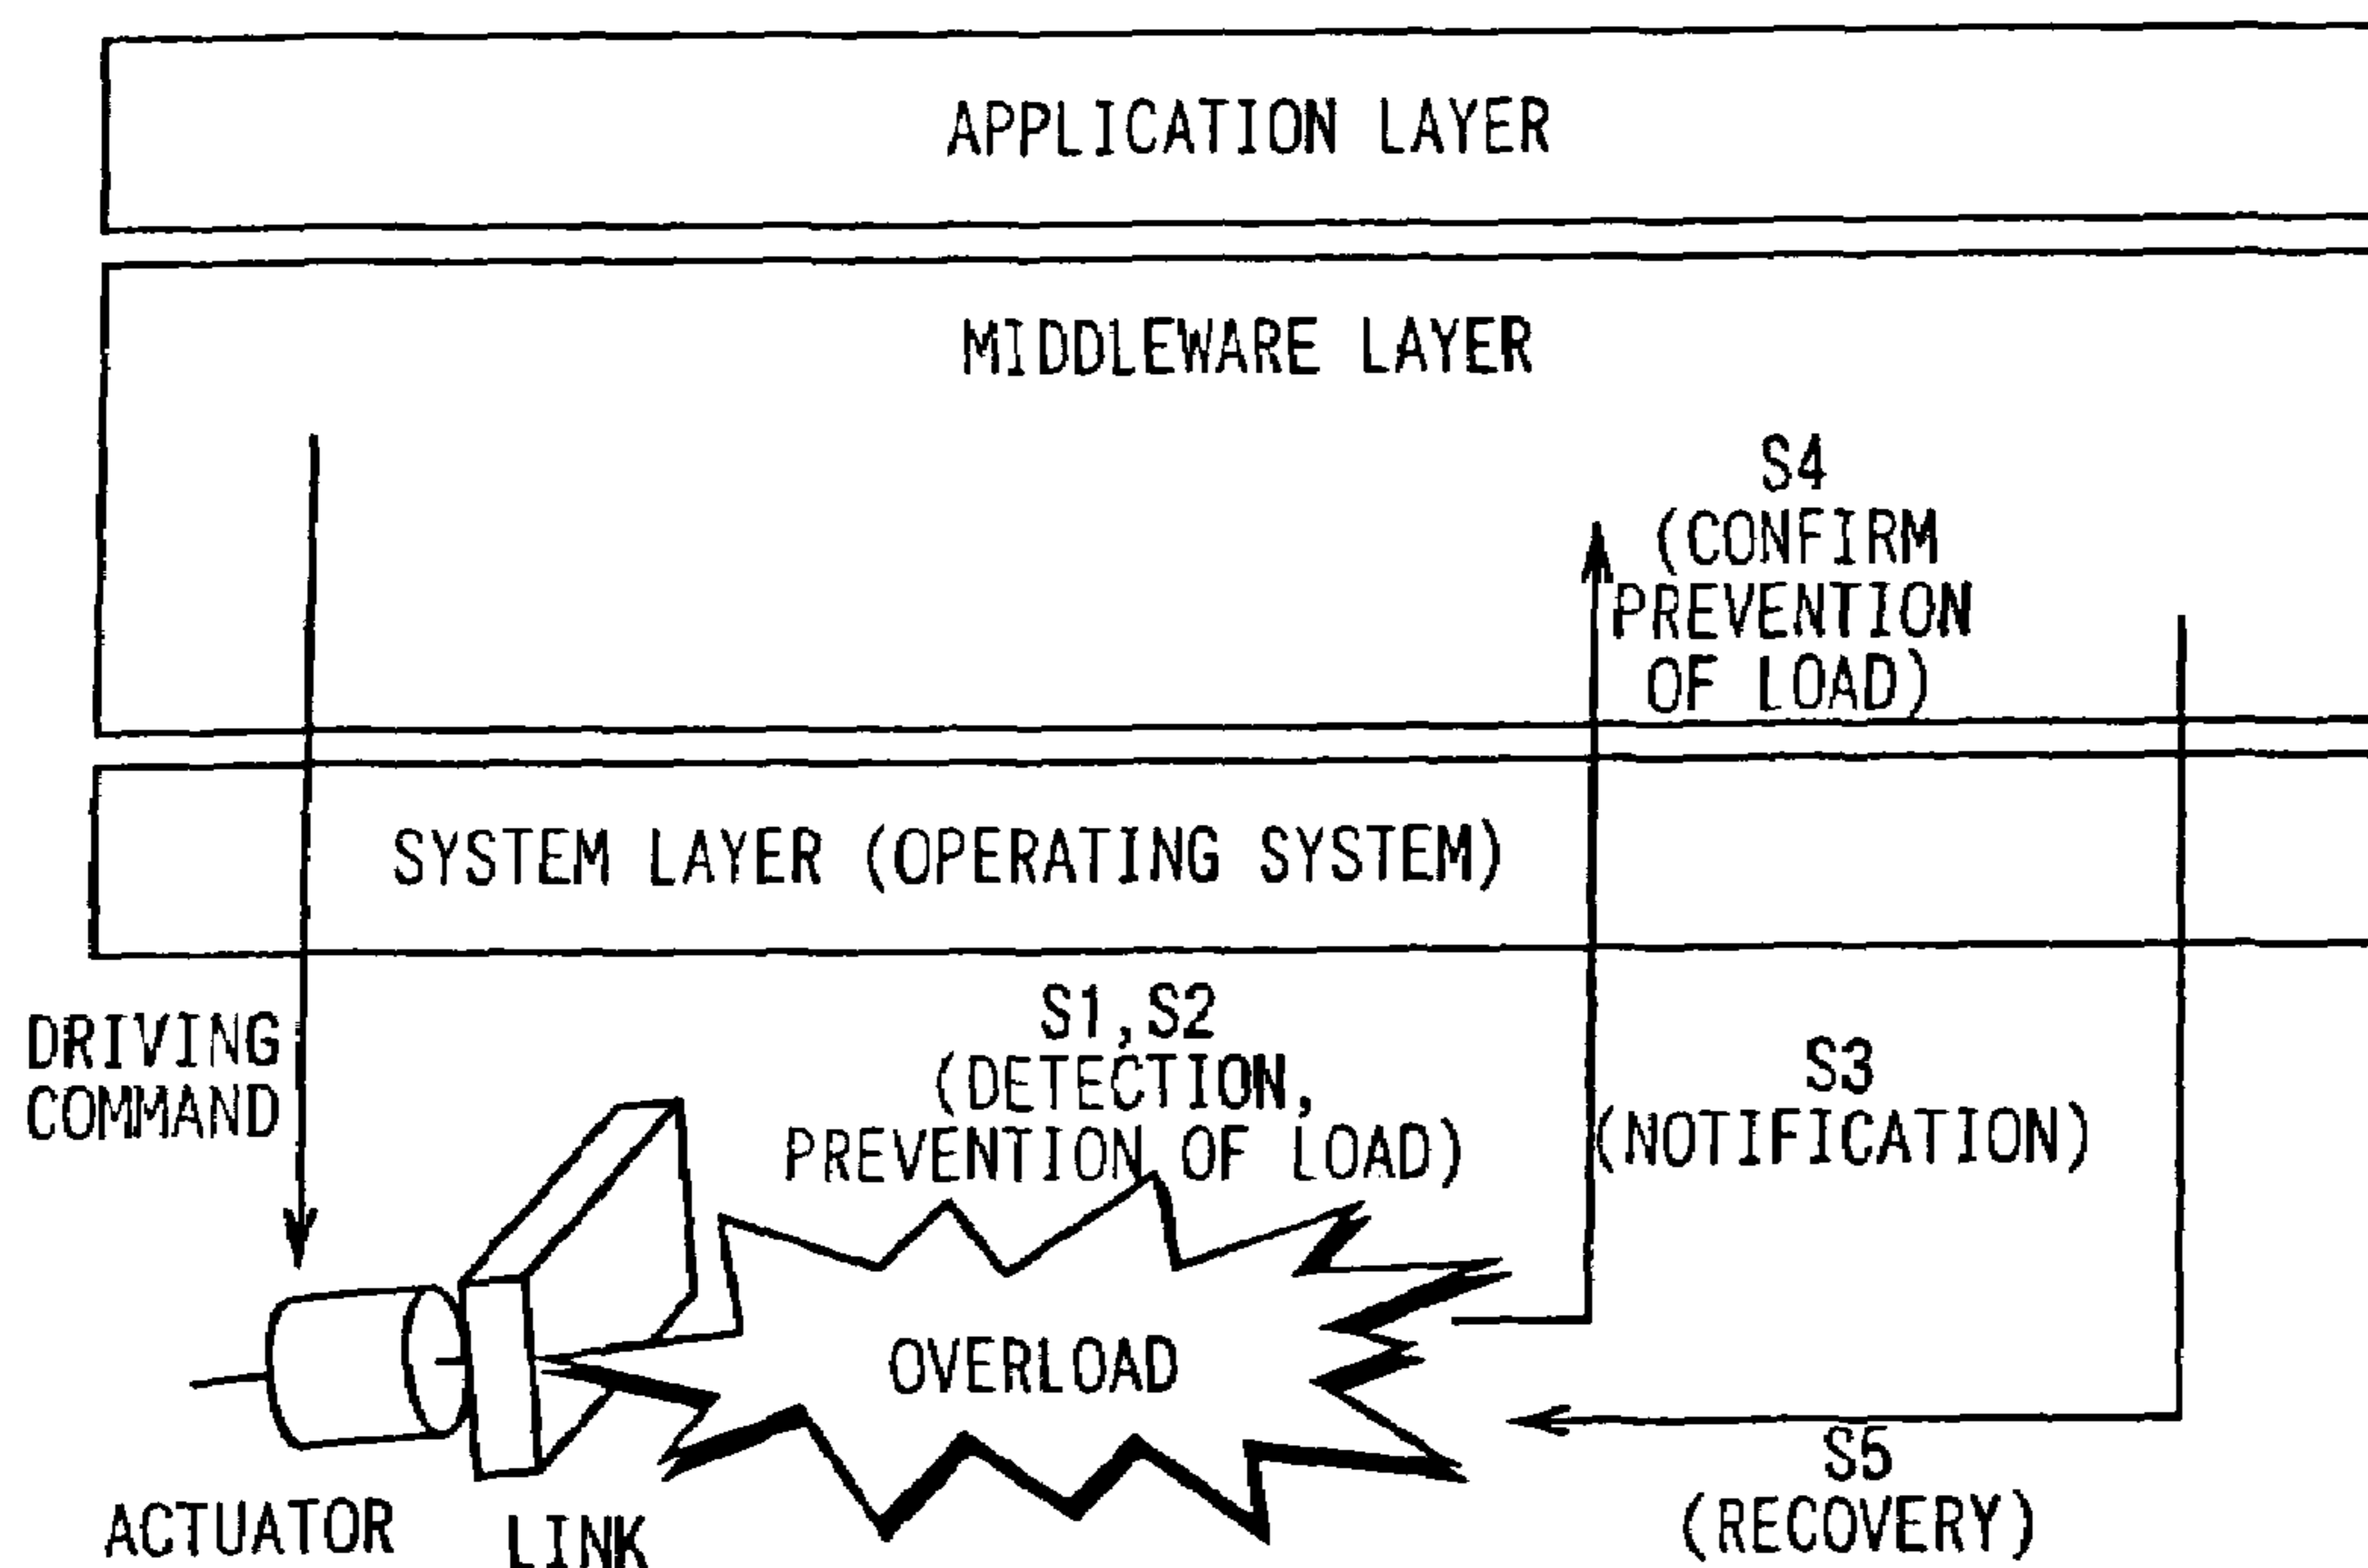 APPLICATION LAYER
MIDDLEWARE LAYER
S4
(CONFIRM
PREVENTION
OF LOAD)
SYSTEM LAYER (OPERATING SYSTEM)
DRIVING
COMMAND
S1,S2
(DETECTION,
PREVENTION OF LOAD)
S3
(NOTIFICATION)
OVERLOAD
S5
(RECOVERY)
ACTUATOR
LINK